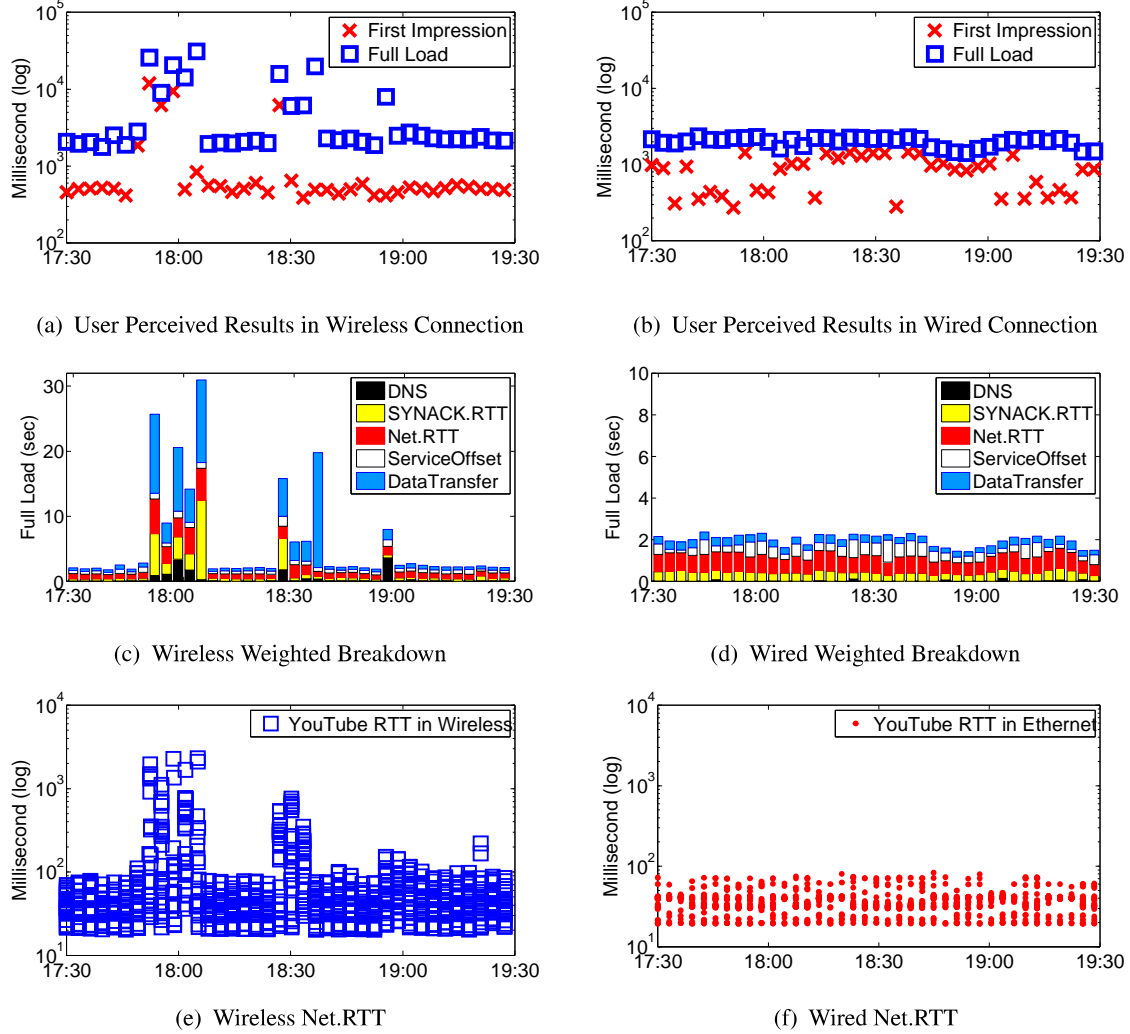 10^5
10^4
10^3
10^2
Millisecond (log)
First Impression
Full Load
17:30 18:00 18:30 19:00 19:30
(a) User Perceived Results in Wireless Connection
10^5
10^4
10^3
10^2
Millisecond (log)
First Impression
Full Load
17:30 18:00 18:30 19:00 19:30
(b) User Perceived Results in Wired Connection
30
20
10
0
Full Load (sec)
DNS
SYNACK.RTT
Net.RTT
ServiceOffset
DataTransfer
17:30 18:00 18:30 19:00 19:30
(c) Wireless Weighted Breakdown
10
8
6
4
2
0
Full Load (sec)
DNS
SYNACK.RTT
Net.RTT
ServiceOffset
DataTransfer
17:30 18:00 18:30 19:00 19:30
(d) Wired Weighted Breakdown
10^4
10^3
10^2
10^1
Millisecond (log)
YouTube RTT in Wireless
17:30 18:00 18:30 19:00 19:30
(e) Wireless Net.RTT
10^4
10^3
10^2
10^1
Millisecond (log)
YouTube RTT in Ethernet
17:30 18:00 18:30 19:00 19:30
(f) Wired Net.RTT